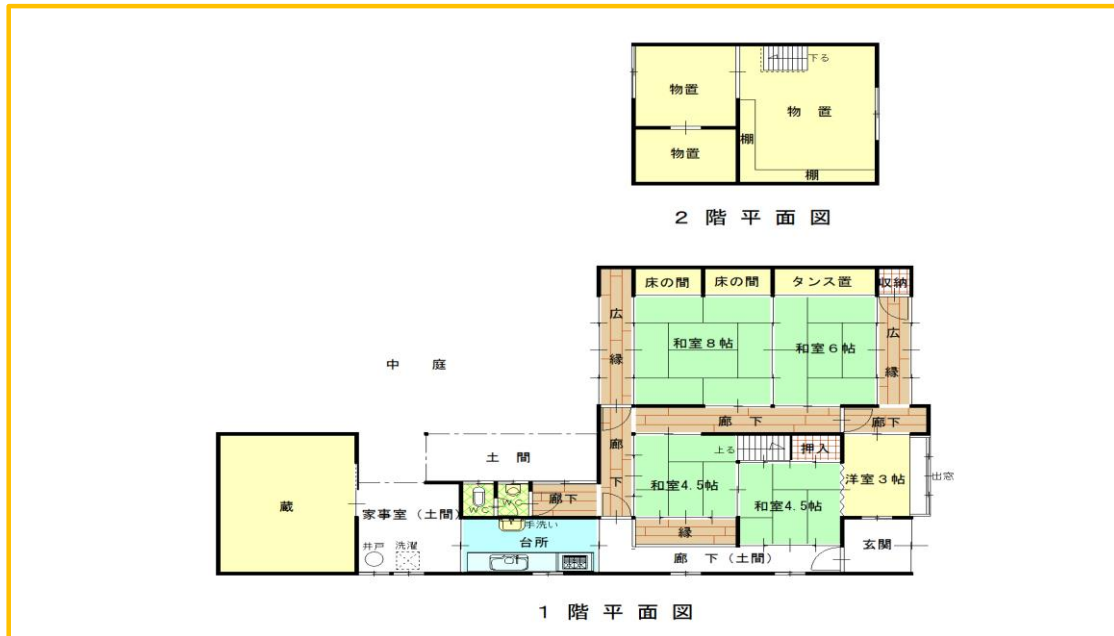 下る
物置
物置
物置
棚
棚
2階平面図
床の間
床の間
タンス置
収納
広縁
和室8帖
和室6帖
広縁
中庭
廊下
廊下
土間
廊下
上る
押入
和室4.5帖
和室4.5帖
洋室3帖
出窓
蔵
家事室(土間)
WC
WC
廊下
手洗い
台所
縁
井戸
洗濯
廊下(土間)
玄関
1階平面図